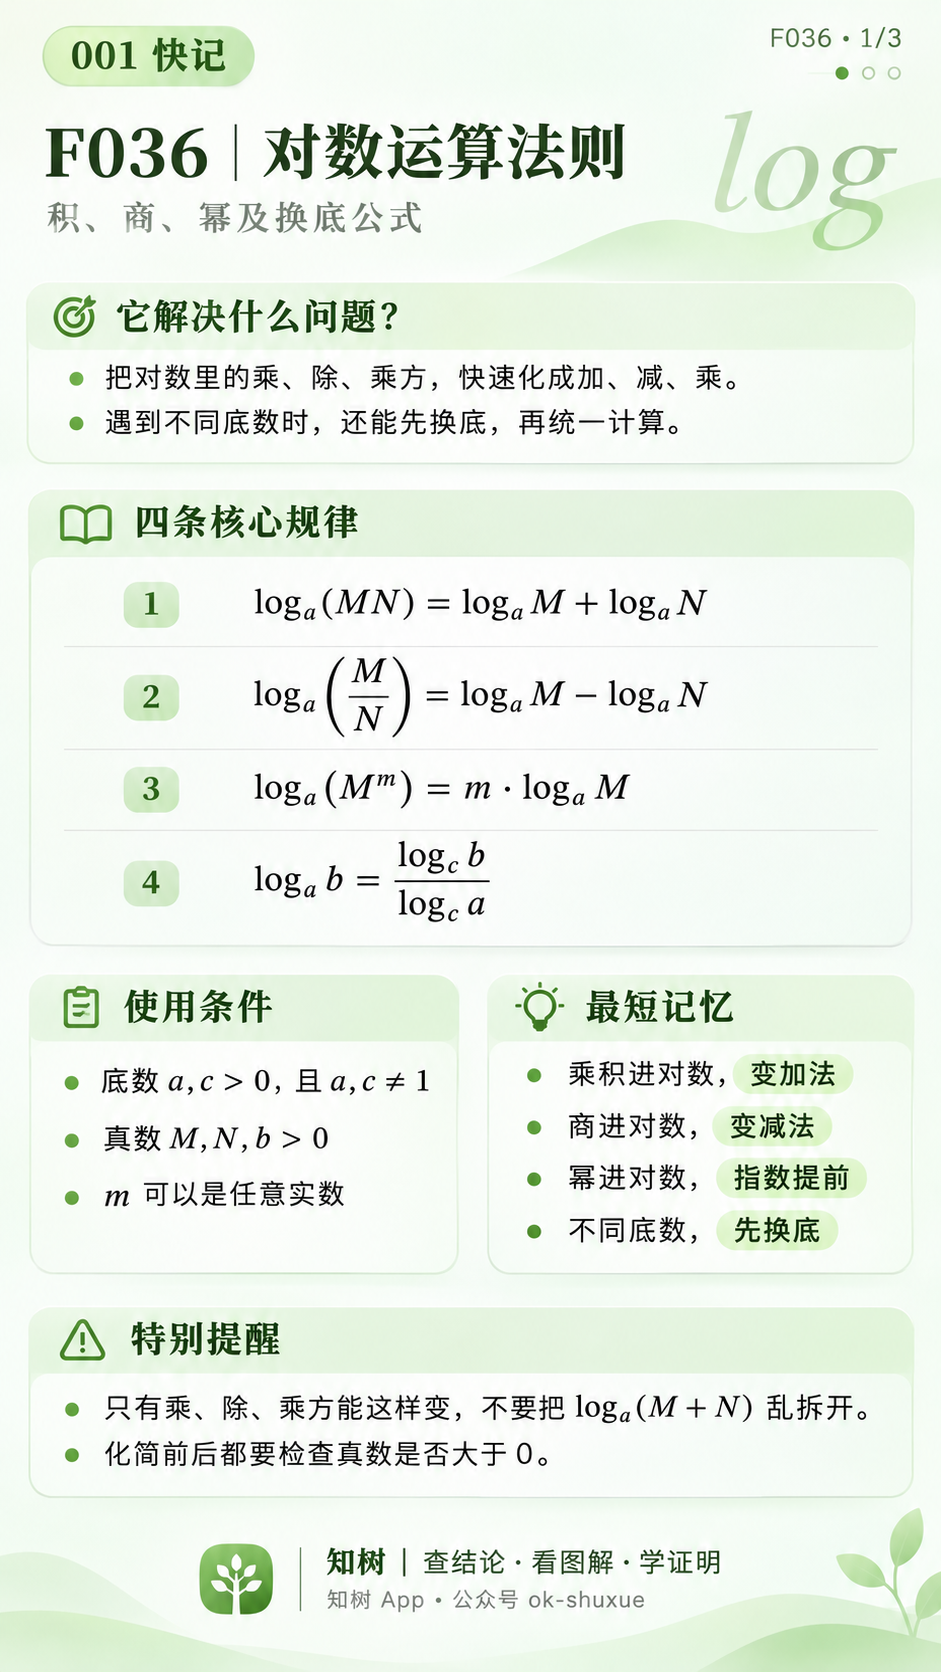 001 快记
F036 • 1/3
F036 | 对数运算法则
log
积、商、幂及换底公式
它解决什么问题？
把对数里的乘、除、乘方，快速化成加、减、乘。
遇到不同底数时，还能先换底，再统一计算。
四条核心规律
1 logₐ(MN) = logₐ M + logₐ N
2 logₐ(M/N) = logₐ M − logₐ N
3 logₐ(Mᵐ) = m · logₐ M
4 logₐ b = log_c b / log_c a
使用条件
底数 a, c > 0, 且 a, c ≠ 1
真数 M, N, b > 0
m 可以是任意实数
最短记忆
乘积进对数，变加法
商进对数，变减法
幂进对数，指数提前
不同底数，先换底
特别提醒
只有乘、除、乘方能这样变，不要把 logₐ(M + N) 乱拆开。
化简前后都要检查真数是否大于 0。
知树 | 查结论 · 看图解 · 学证明
知树 App • 公众号 ok-shuxue